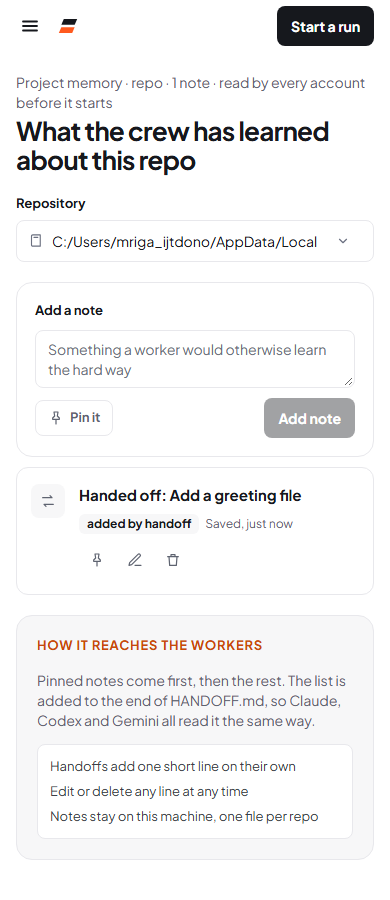 Start a run
Project memory · repo · 1 note · read by every account
before it starts
What the crew has learned
about this repo
Repository
C:/Users/mriga_ijtdono/AppData/Local
Add a note
Something a worker would otherwise learn
the hard way
Pin it
Add note
Handed off: Add a greeting file
added by handoff Saved, just now
HOW IT REACHES THE WORKERS
Pinned notes come first, then the rest. The list is
added to the end of HANDOFF.md, so Claude,
Codex and Gemini all read it the same way.
Handoffs add one short line on their own
Edit or delete any line at any time
Notes stay on this machine, one file per repo